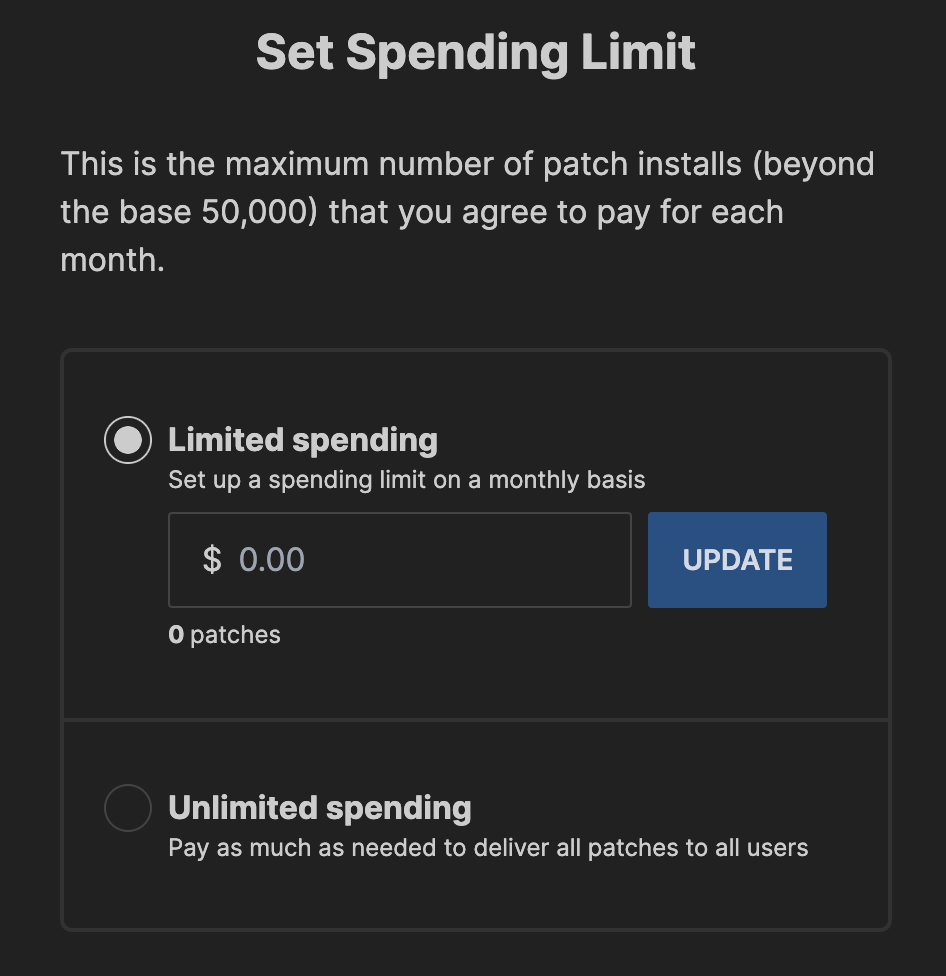 Set Spending Limit
This is the maximum number of patch installs (beyond
the base 50,000) that you agree to pay for each
month.
Limited spending
Set up a spending limit on a monthly basis
$ 0.00
UPDATE
0 patches
Unlimited spending
Pay as much as needed to deliver all patches to all users